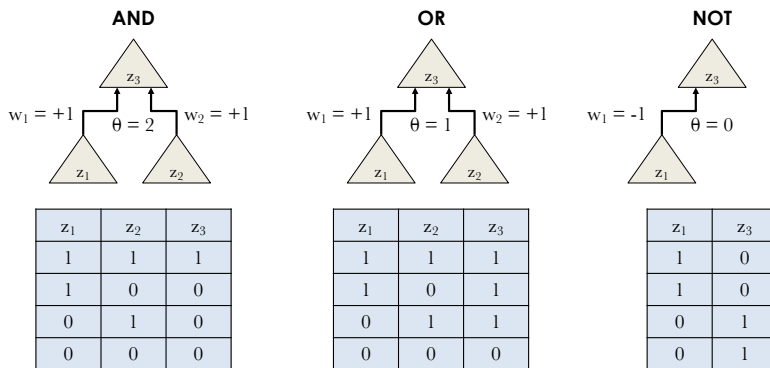 AND OR NOT
z3 z3 z3
w1 = +1 θ = 2 w2 = +1 w1 = +1 θ = 1 w2 = +1 w1 = -1 θ = 0
z1 z2 z1 z2 z1
z1 z2 z3 z1 z2 z3 z1 z3
1 1 1 1 1 1 1 0
1 0 0 1 0 1 1 0
0 1 0 0 1 1 0 1
0 0 0 0 0 0 0 1